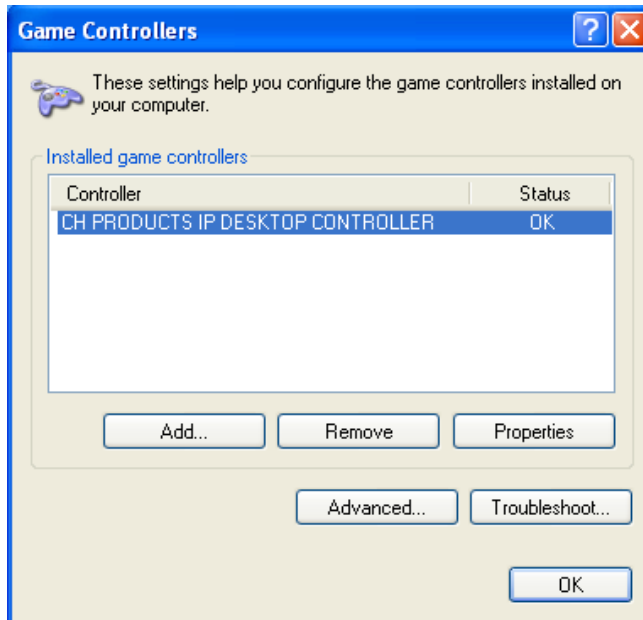 Game Controllers
These settings help you configure the game controllers installed on
your computer.
Installed game controllers
Controller Status
CH PRODUCTS IP DESKTOP CONTROLLER OK
Add... Remove Properties
Advanced... Troubleshoot...
OK